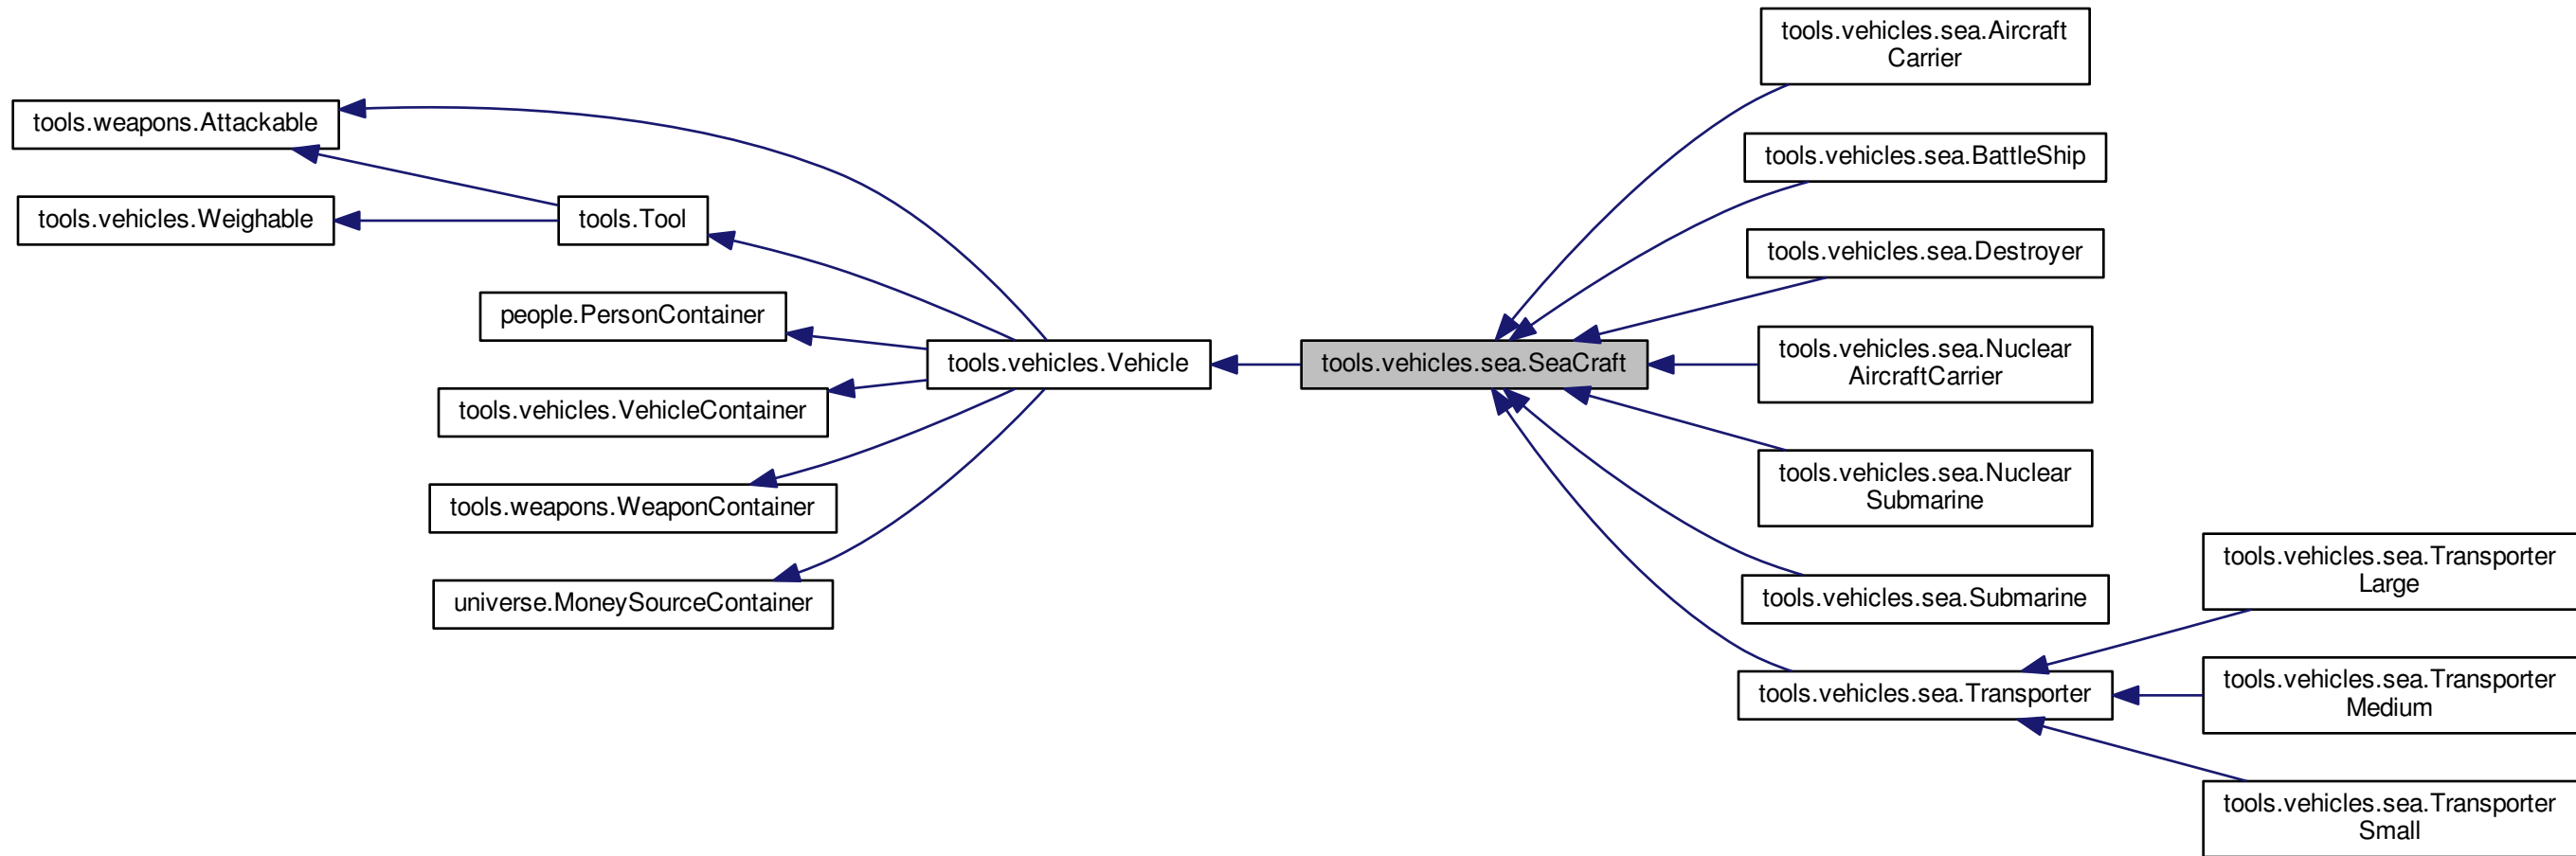 tools.weapons.Attackable
tools.vehicles.Weighable
tools.Tool
people.PersonContainer
tools.vehicles.VehicleContainer
tools.weapons.WeaponContainer
universe.MoneySourceContainer
tools.vehicles.Vehicle
tools.vehicles.sea.SeaCraft
tools.vehicles.sea.Aircraft
Carrier
tools.vehicles.sea.BattleShip
tools.vehicles.sea.Destroyer
tools.vehicles.sea.Nuclear
AircraftCarrier
tools.vehicles.sea.Nuclear
Submarine
tools.vehicles.sea.Submarine
tools.vehicles.sea.Transporter
tools.vehicles.sea.Transporter
Large
tools.vehicles.sea.Transporter
Medium
tools.vehicles.sea.Transporter
Small